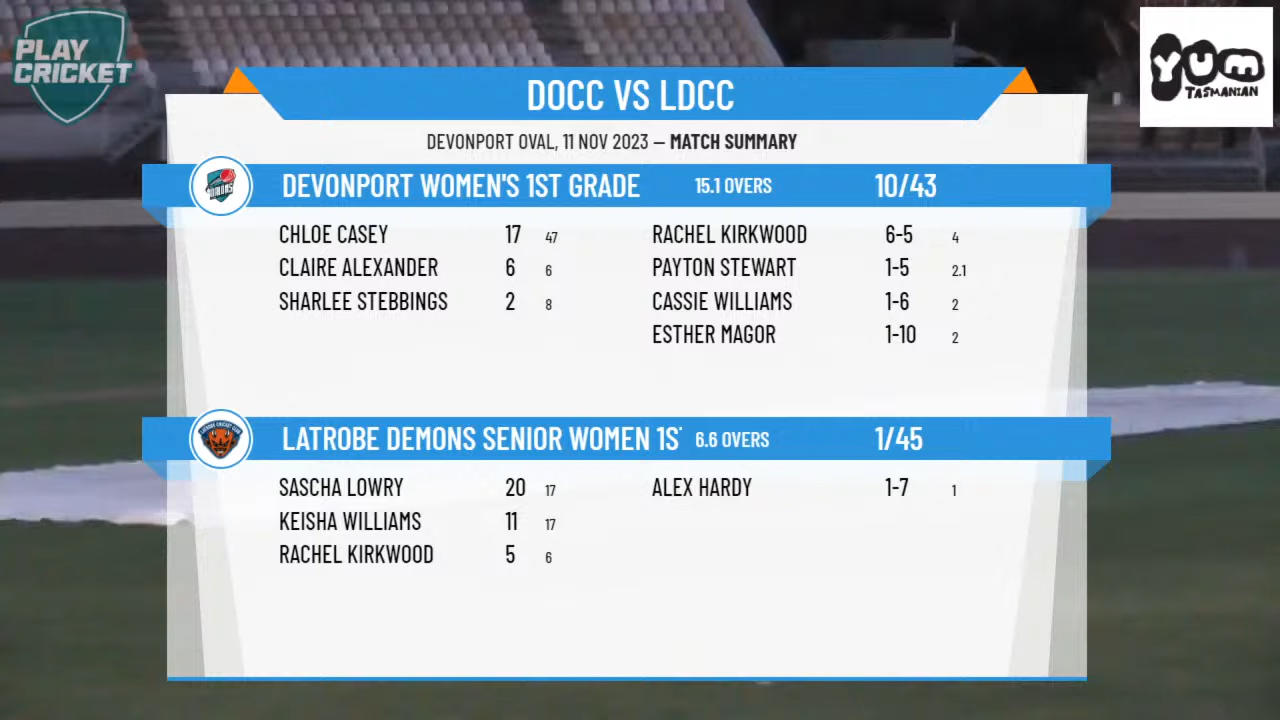 PLAY
CRICKET
YUM
TASMANIAN
DOCC VS LDCC
DEVONPORT OVAL, 11 NOV 2023 – MATCH SUMMARY
DEVONPORT WOMEN'S 1ST GRADE 15.1 OVERS 10/43
CHLOE CASEY 17 47 RACHEL KIRKWOOD 6-5 4
CLAIRE ALEXANDER 6 6 PAYTON STEWART 1-5 2.1
SHARLEE STEBBINGS 2 8 CASSIE WILLIAMS 1-6 2
ESTHER MAGOR 1-10 2
LATROBE DEMONS SENIOR WOMEN 1S 6.6 OVERS 1/45
SASCHA LOWRY 20 17 ALEX HARDY 1-7 1
KEISHA WILLIAMS 11 17
RACHEL KIRKWOOD 5 6